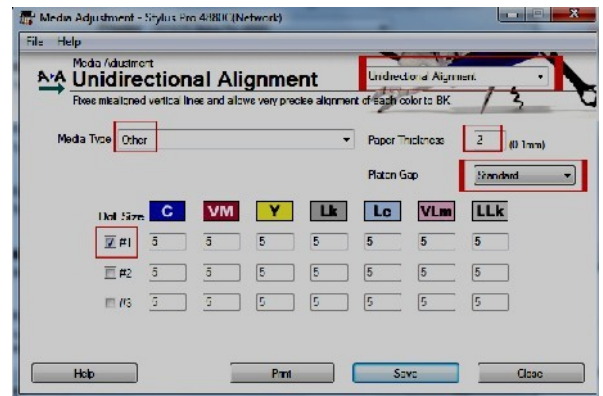 Media Adjustment - Stylus Pro 4880C(Network)
File Help
Media Adjustment
A A Unidirectional Alignment
Unidirectional Alignment
Fixes misaligned vertical lines and allows very precise alignment of each color to BK
Media Type Other Paper Thickness 2 (0.1mm)
Platen Gap Standard
Dot Size C VM Y Lk Lc VLm LLk
#1 5 5 5 5 5 5 5
#2 5 5 5 5 5 5 5
#3 5 5 5 5 5 5 5
Help Print Save Close